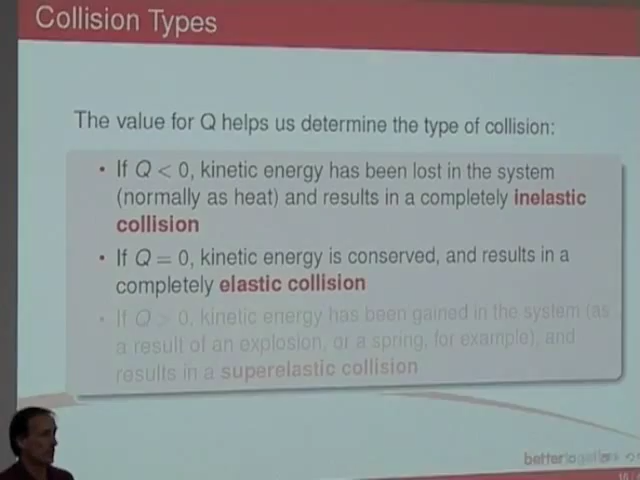 Collision Types
The value for Q helps us determine the type of collision:
• If Q < 0, kinetic energy has been lost in the system
(normally as heat) and results in a completely inelastic
collision
• If Q = 0, kinetic energy is conserved, and results in a
completely elastic collision
• If Q > 0, kinetic energy has been gained in the system (as
a result of an explosion, or a spring, for example), and
results in a superelastic collision